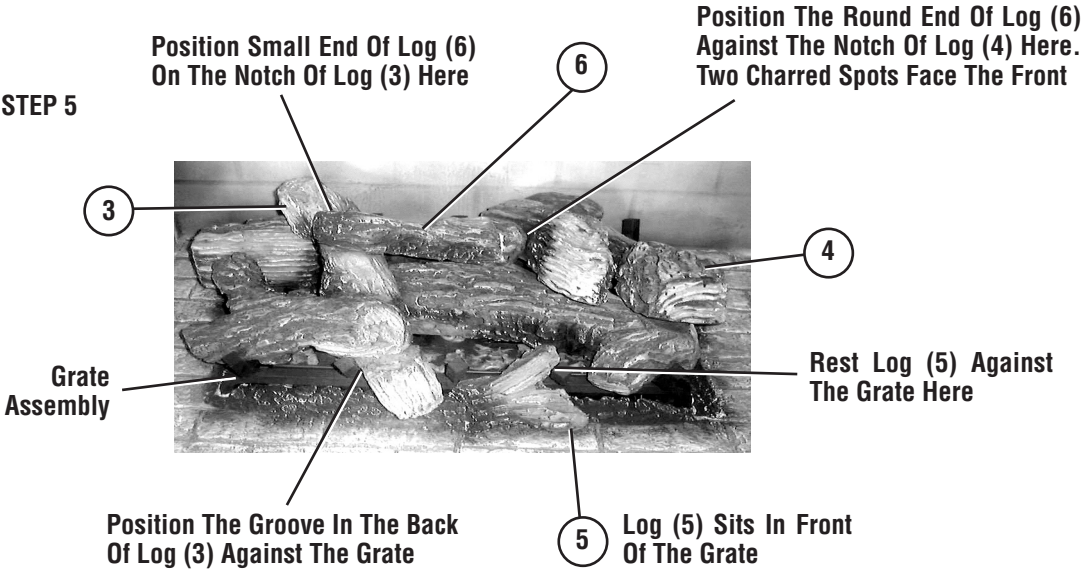 Position The Round End Of Log (6)
Against The Notch Of Log (4) Here.
Two Charred Spots Face The Front
Position Small End Of Log (6)
On The Notch Of Log (3) Here
6
STEP 5
3
4
Rest Log (5) Against
The Grate Here
Grate
Assembly
Position The Groove In The Back
Of Log (3) Against The Grate
5
Log (5) Sits In Front
Of The Grate